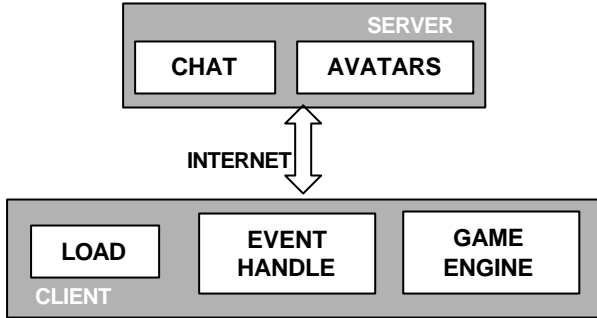 SERVER
CHAT
AVATARS
INTERNET
LOAD
EVENT
HANDLE
GAME
ENGINE
CLIENT